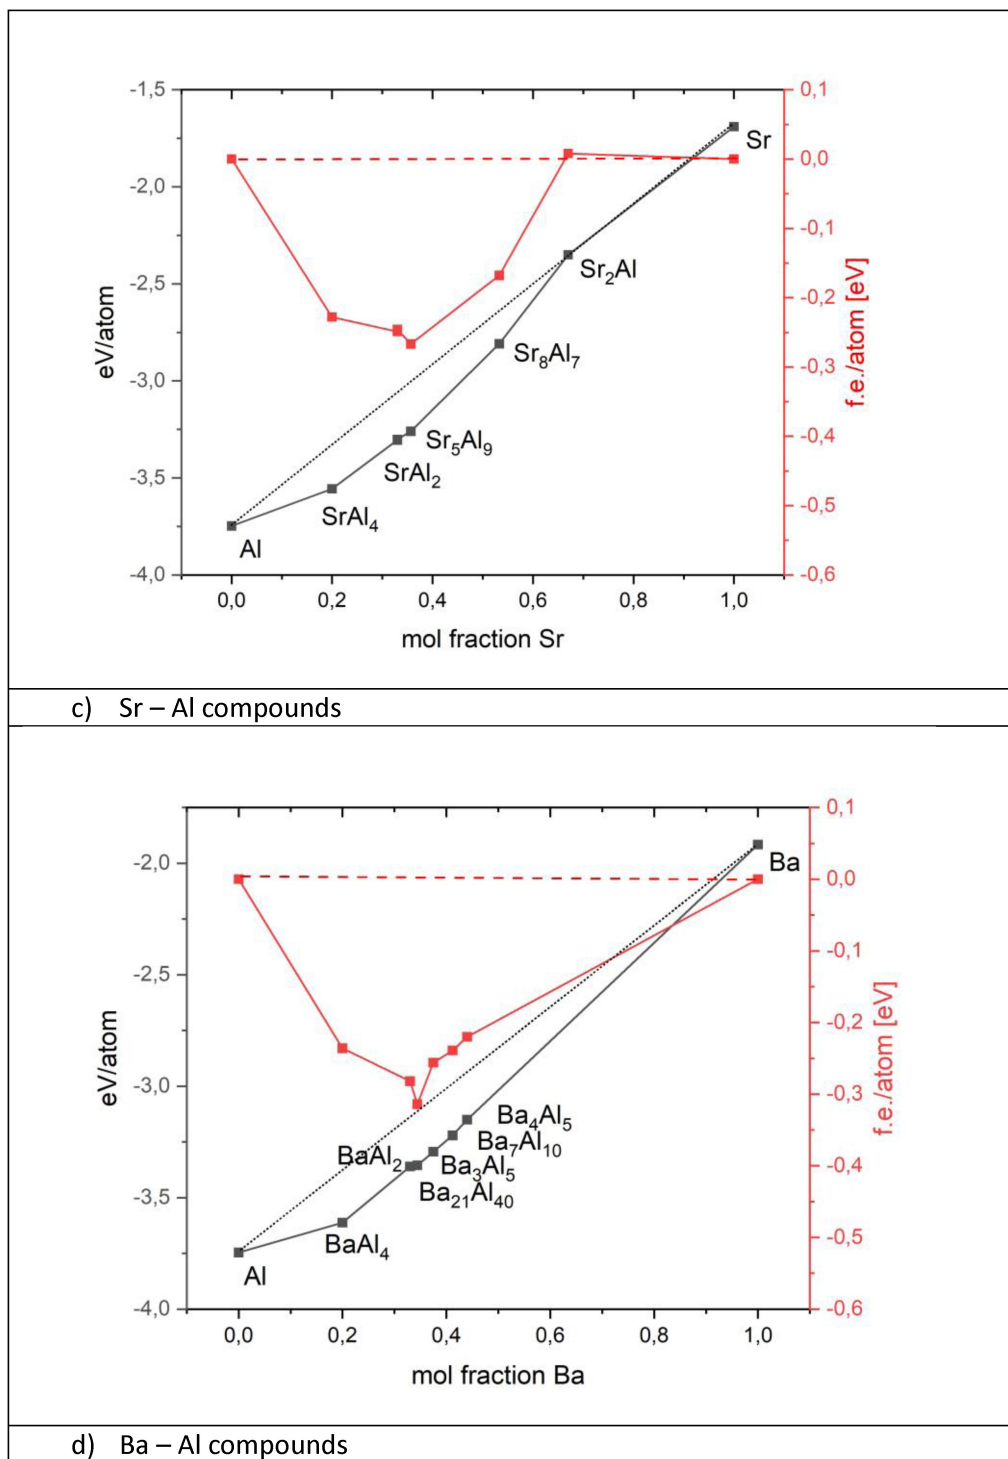 -1,5
-2,0
-2,5
-3,0
-3,5
-4,0
eV/atom
0,1
0,0
-0,1
-0,2
-0,3
-0,4
-0,5
-0,6
f.e./atom [eV]
Sr
Sr2Al
Sr8Al7
Sr5Al9
SrAl2
SrAl4
Al
0,0 0,2 0,4 0,6 0,8 1,0
mol fraction Sr
c) Sr – Al compounds
-2,0
-2,5
-3,0
-3,5
-4,0
eV/atom
0,1
0,0
-0,1
-0,2
-0,3
-0,4
-0,5
-0,6
f.e./atom [eV]
Ba
Ba4Al5
Ba7Al10
BaAl2
Ba3Al5
Ba21Al40
BaAl4
Al
0,0 0,2 0,4 0,6 0,8 1,0
mol fraction Ba
d) Ba – Al compounds